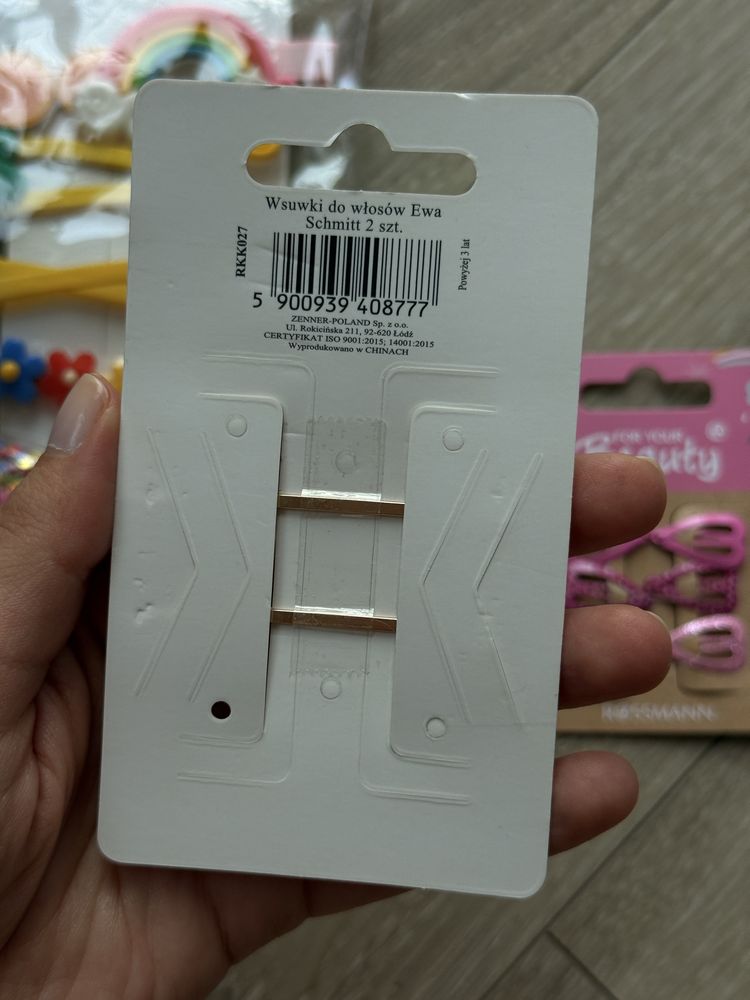 Wsuwki do włosów Ewa
Schmitt 2 szt.
RKK027
Powyżej 3 lat
5 900939 408777
ZENNER-POLAND Sp. z o.o.
Ul. Rokicińska 211, 92-620 Łódź
CERTYFIKAT ISO 9001:2015; 14001:2015
Wyprodukowano w CHINACH
FOR YOUR
Beauty
ROSSMANN